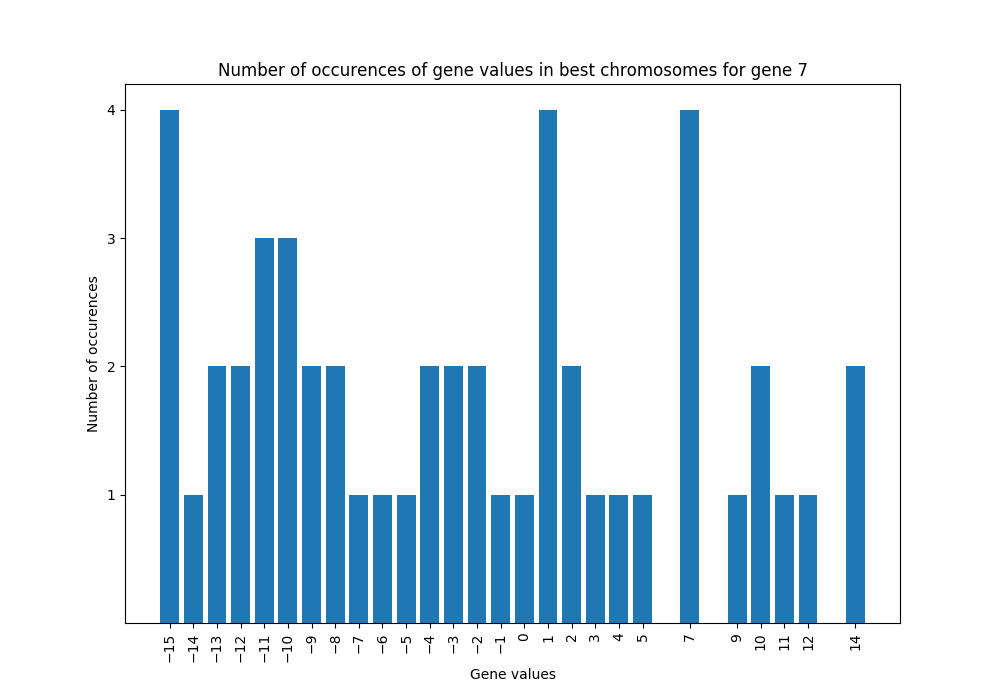 Number of occurences of gene values in best chromosomes for gene 7
4
3
2
1
Number of occurences
−15 −14 −13 −12 −11 −10 −9 −8 −7 −6 −5 −4 −3 −2 −1 0 1 2 3 4 5 7 9 10 11 12 14
Gene values